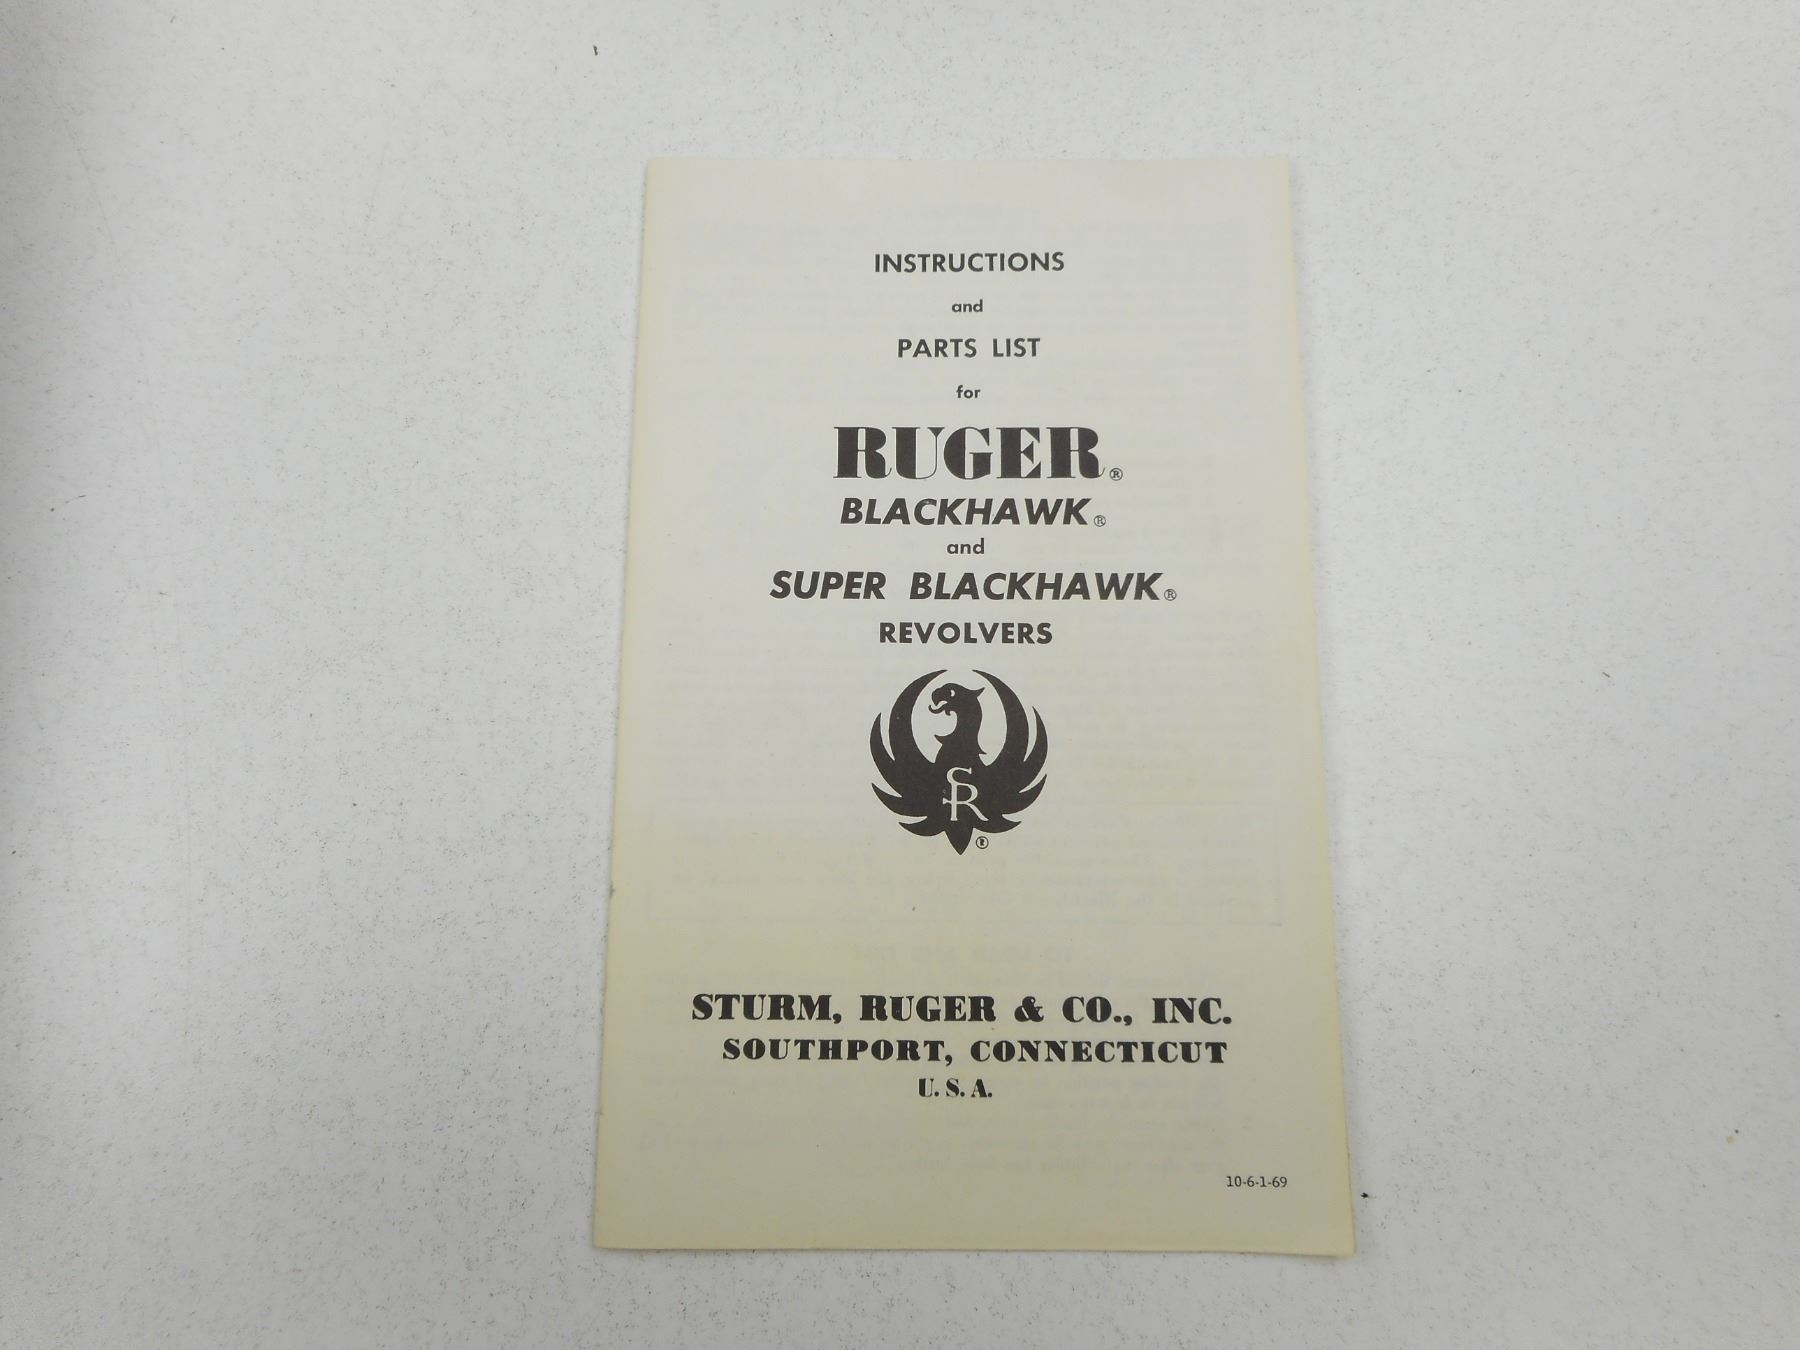 INSTRUCTIONS
and
PARTS LIST
for
RUGER®
BLACKHAWK®
and
SUPER BLACKHAWK®
REVOLVERS
SR
®
STURM, RUGER & CO., INC.
SOUTHPORT, CONNECTICUT
U. S. A.
10-6-1-69